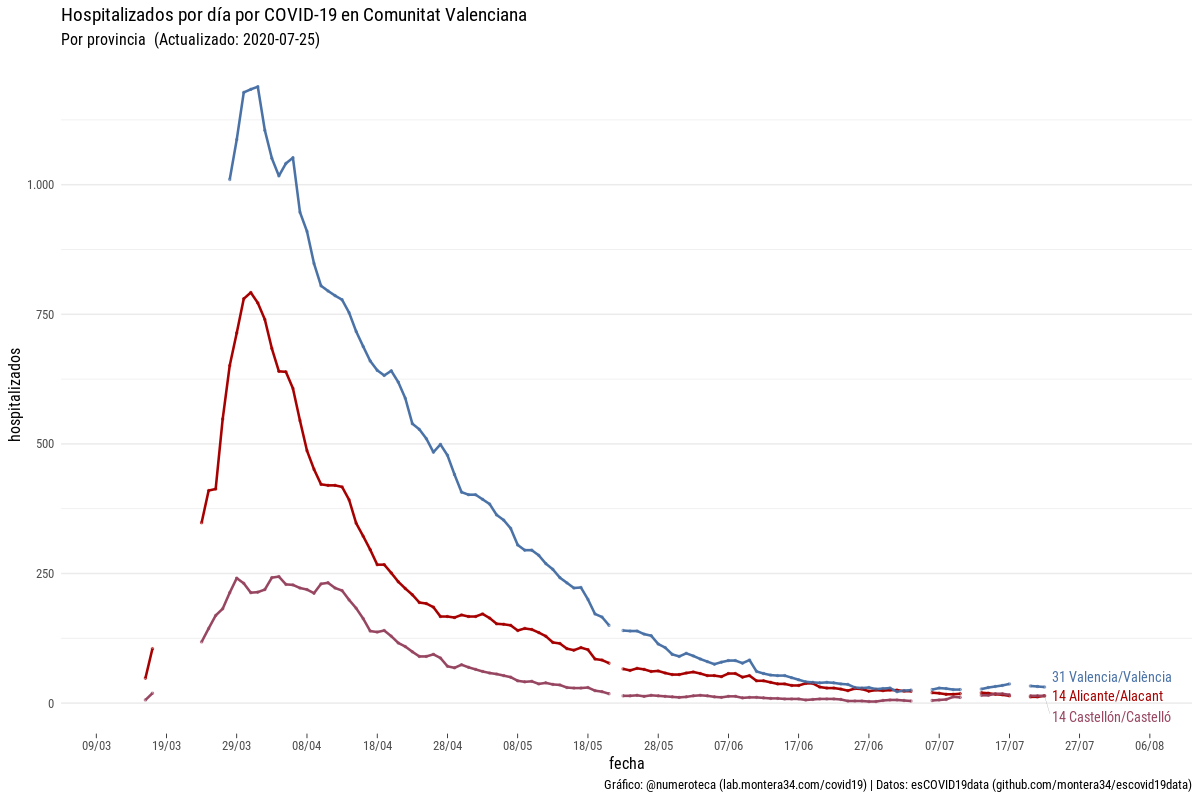 Hospitalizados por día por COVID-19 en Comunitat Valenciana
Por provincia  (Actualizado: 2020-07-25)
hospitalizados
1.000
750
500
250
0
31 Valencia/València
14 Alicante/Alacant
14 Castellón/Castelló
09/03 19/03 29/03 08/04 18/04 28/04 08/05 18/05 28/05 07/06 17/06 27/06 07/07 17/07 27/07 06/08
fecha
Gráfico: @numeroteca (lab.montera34.com/covid19) | Datos: esCOVID19data (github.com/montera34/escovid19data)